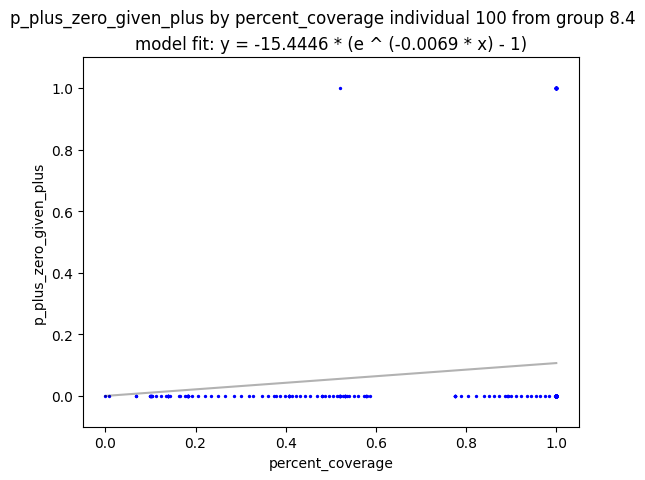 p_plus_zero_given_plus by percent_coverage individual 100 from group 8.4
model fit: y = -15.4446 * (e ^ (-0.0069 * x) - 1)
1.0
0.8
0.6
0.4
0.2
0.0
p_plus_zero_given_plus
0.0 0.2 0.4 0.6 0.8 1.0
percent_coverage